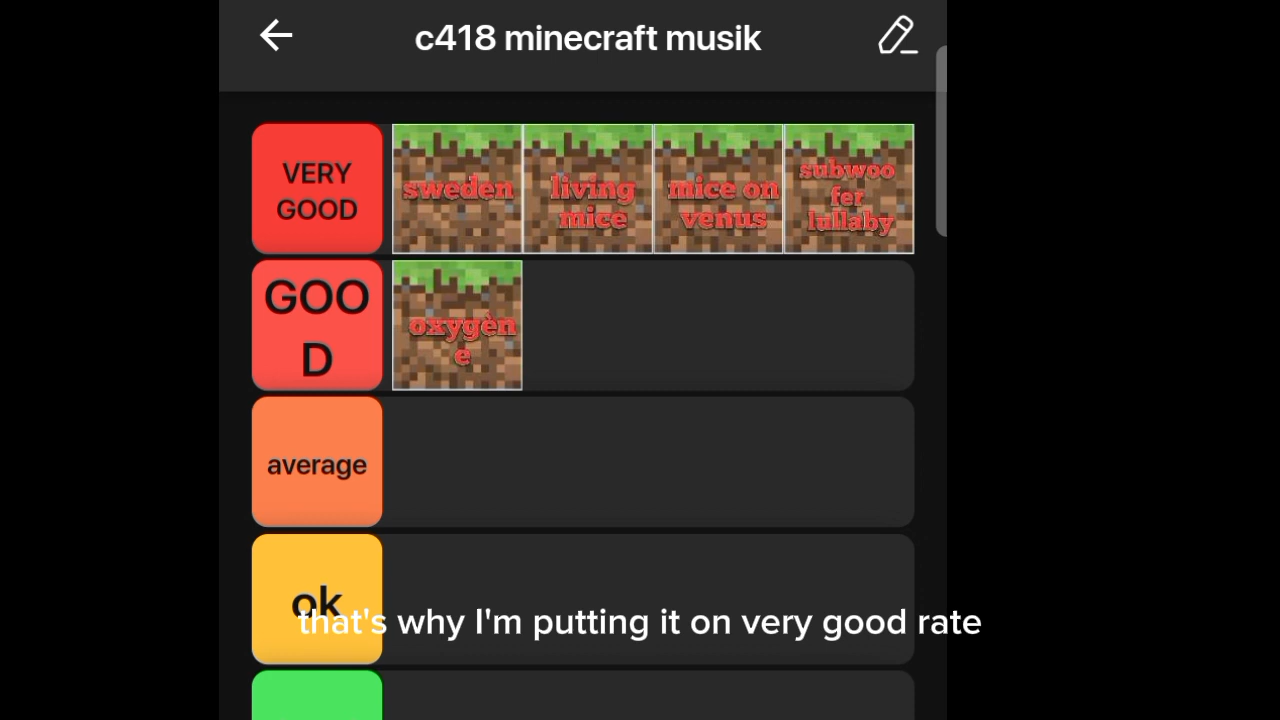 c418 minecraft musik
VERY
GOOD
sweden
living
mice
mice on
venus
subwoo
fer
lullaby
GOO
D
oxygèn
e
average
ok
that's why I'm putting it on very good rate